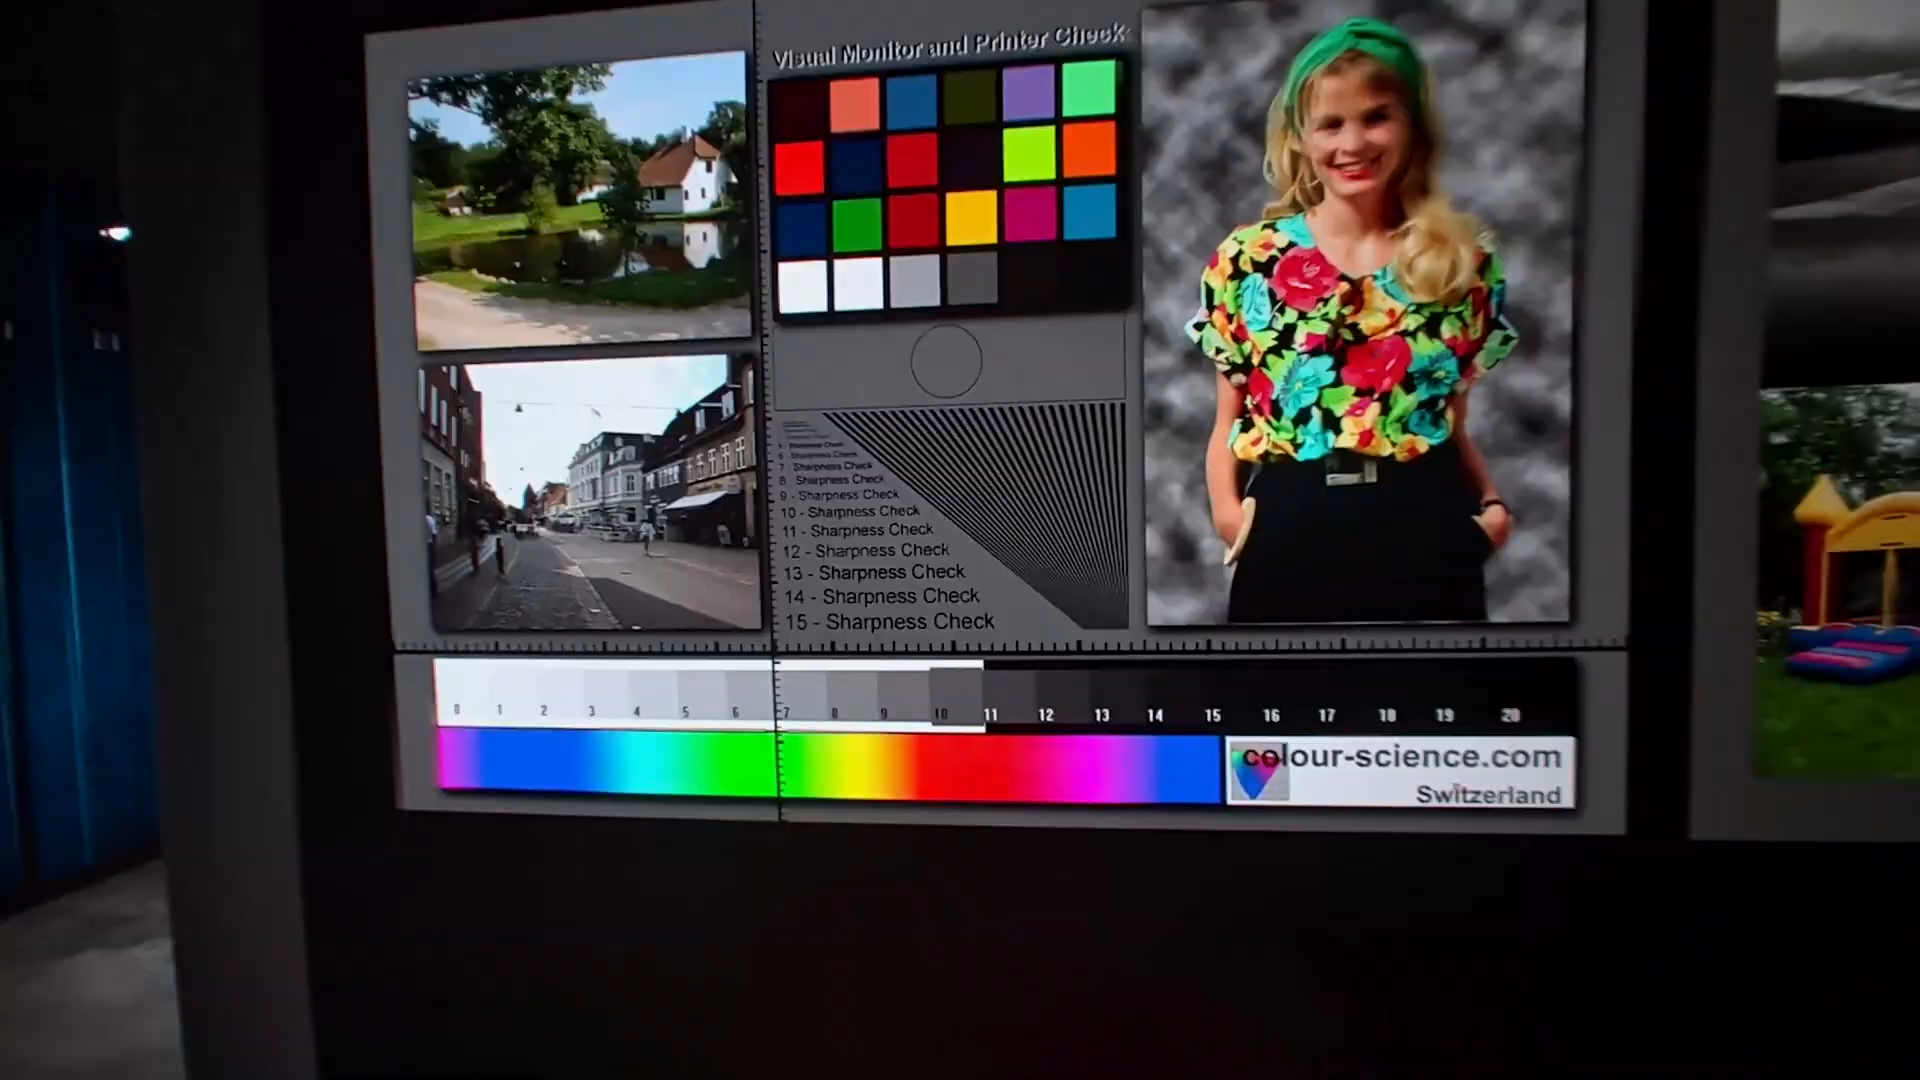 Visual Monitor and Printer Check
7 Sharpness Check
8 Sharpness Check
9 - Sharpness Check
10 - Sharpness Check
11 - Sharpness Check
12 - Sharpness Check
13 - Sharpness Check
14 - Sharpness Check
15 - Sharpness Check
0 1 2 3 4 5 6 7 8 9 10 11 12 13 14 15 16 17 18 19 20
colour-science.com
Switzerland